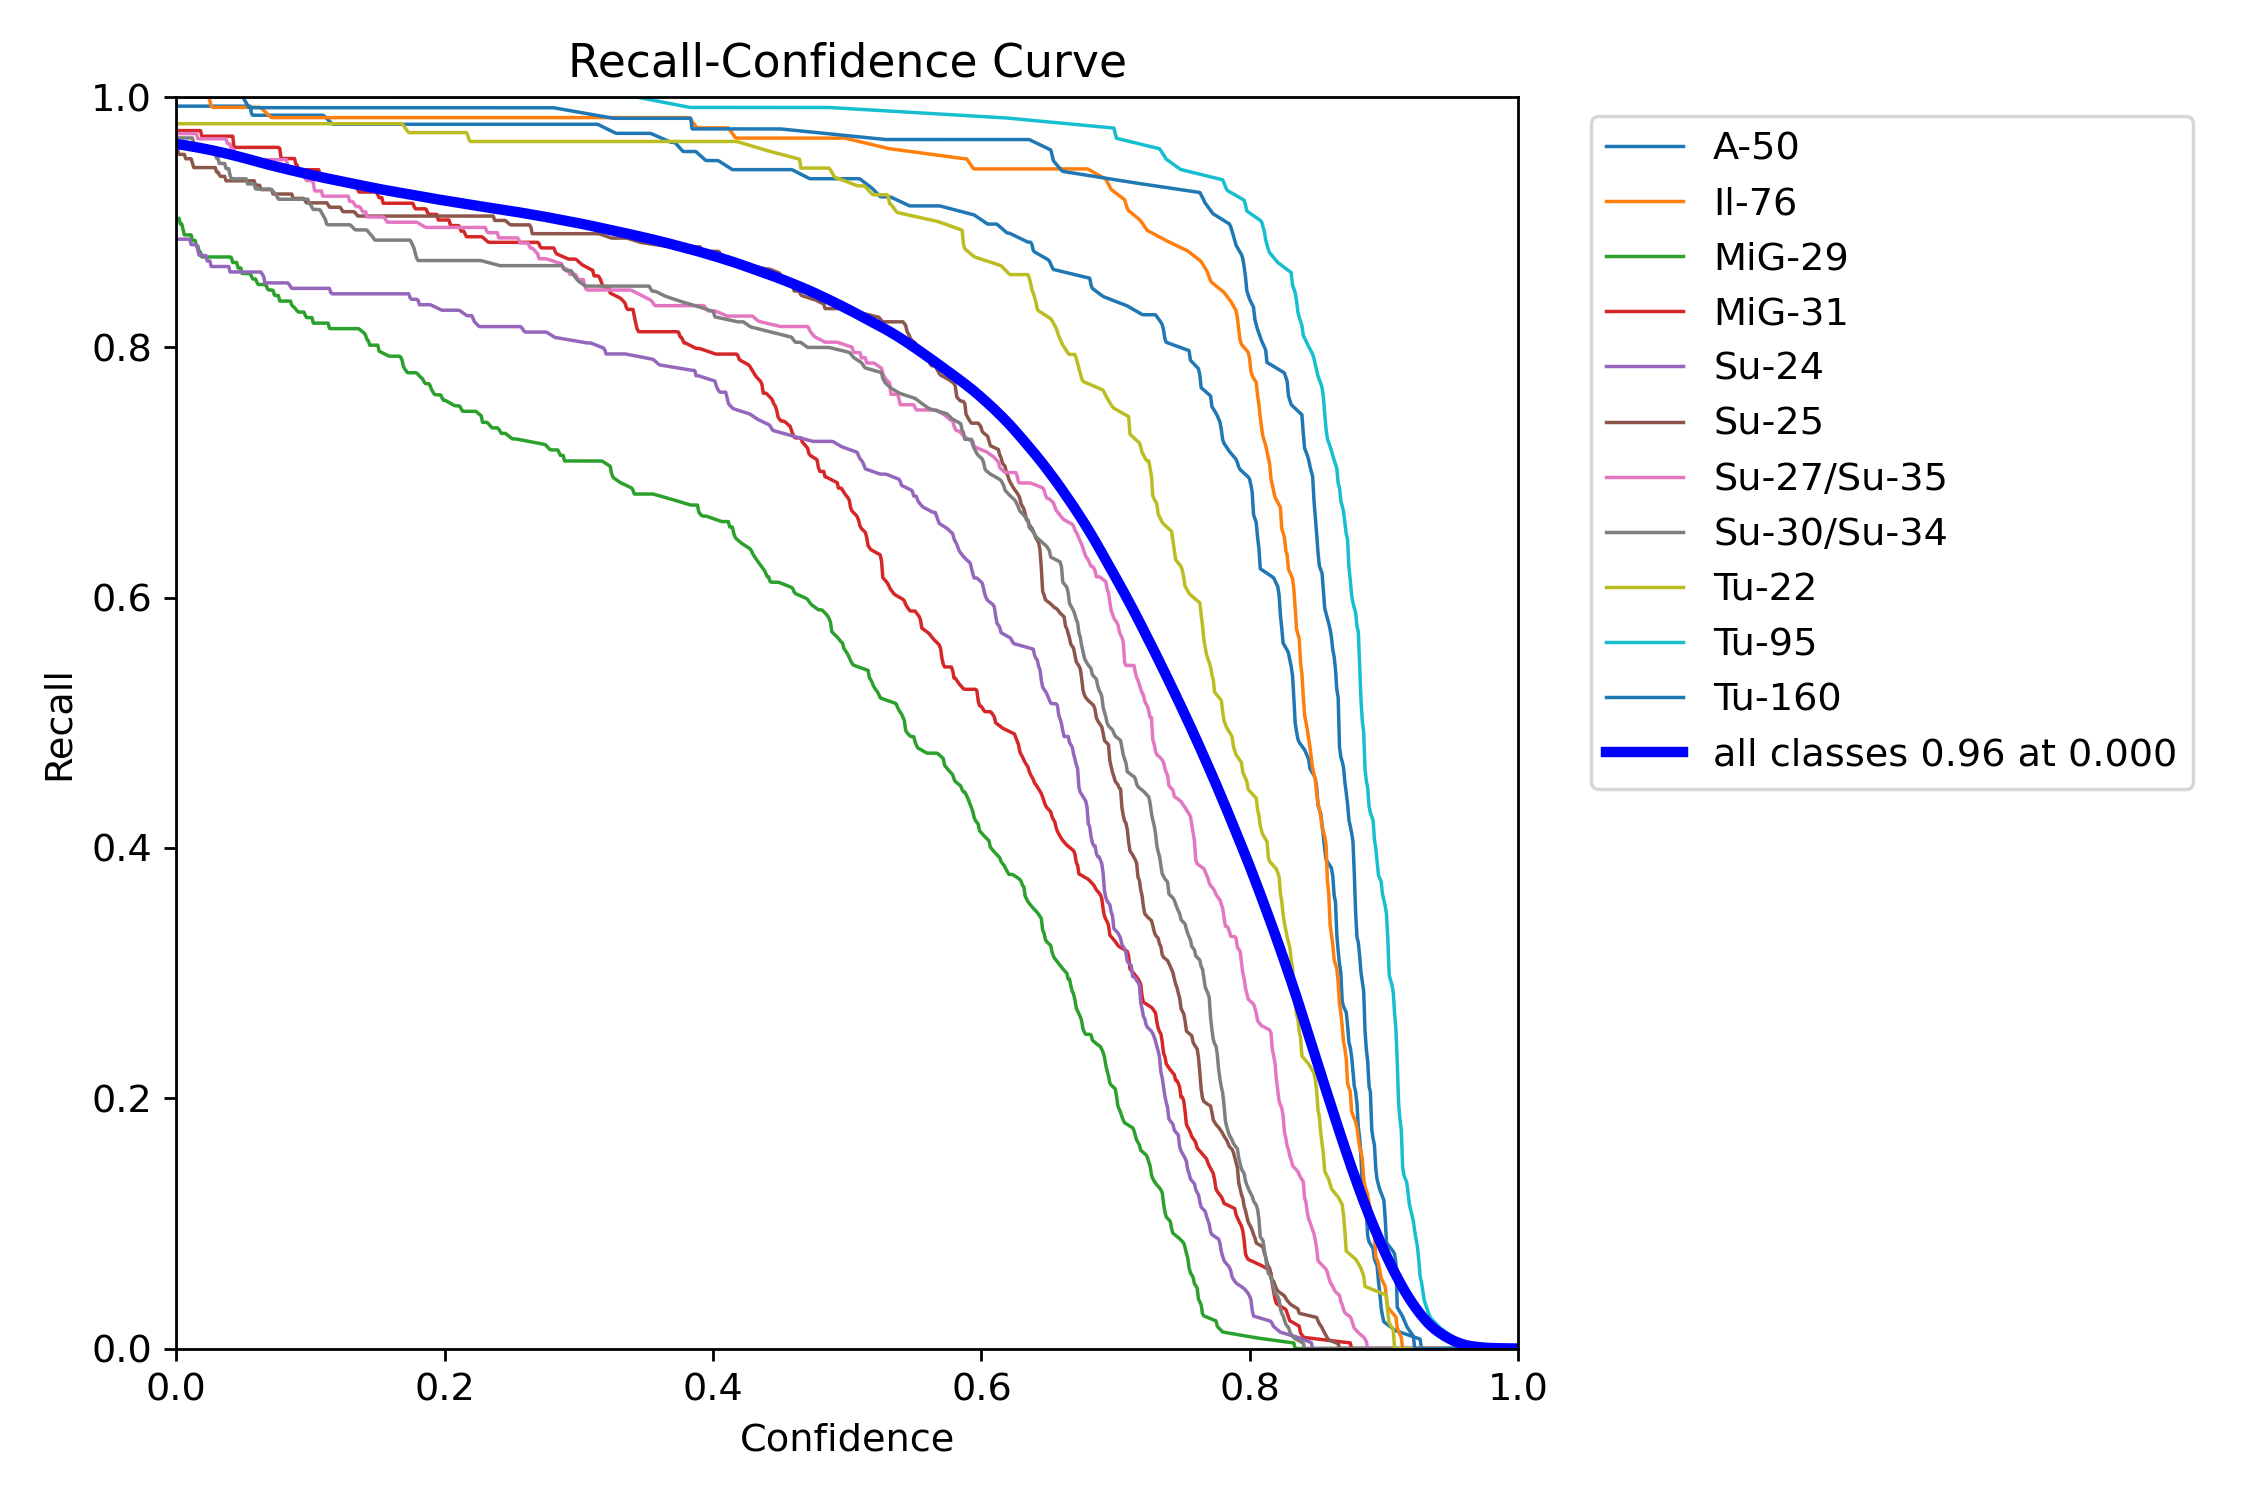 Recall-Confidence Curve
1.0
0.8
0.6
0.4
0.2
0.0
Recall
0.0 0.2 0.4 0.6 0.8 1.0
Confidence
A-50
Il-76
MiG-29
MiG-31
Su-24
Su-25
Su-27/Su-35
Su-30/Su-34
Tu-22
Tu-95
Tu-160
all classes 0.96 at 0.000